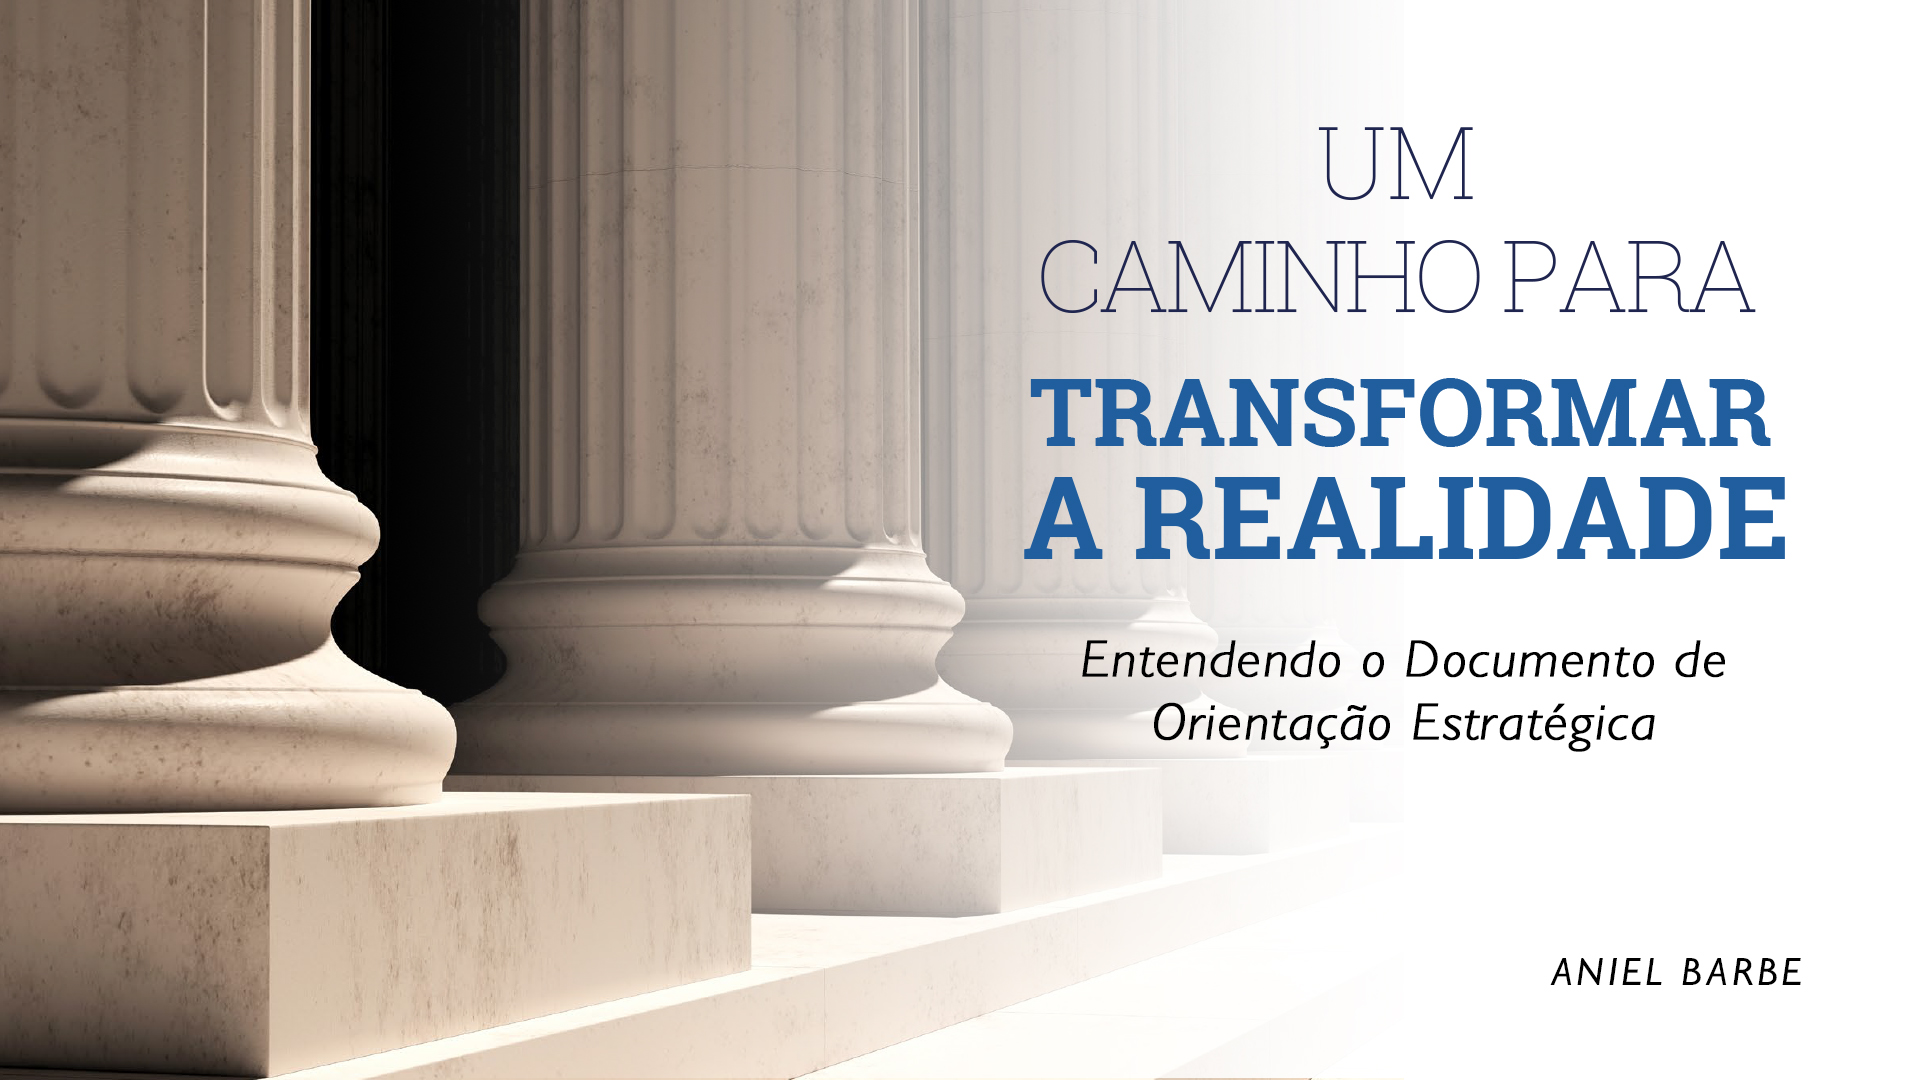 UM
CAMINHO PARA
TRANSFORMAR
A REALIDADE
Entendendo o Documento de
Orientação Estratégica
ANIEL BARBE